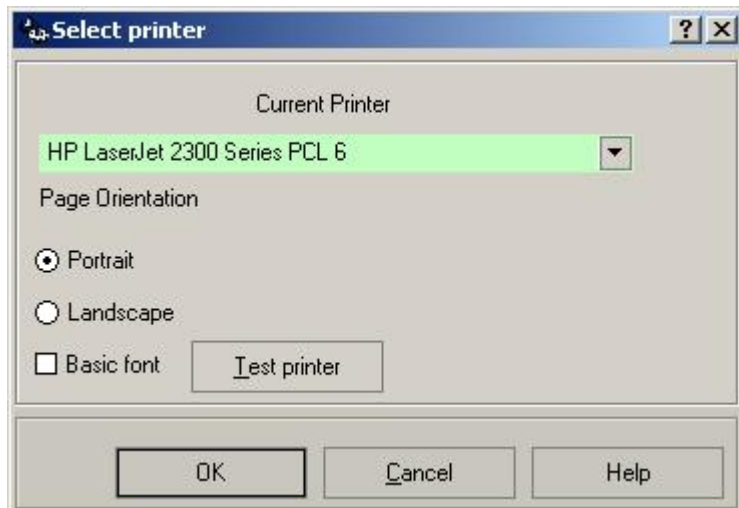 Select printer
Current Printer
HP LaserJet 2300 Series PCL 6
Page Orientation
Portrait
Landscape
Basic font
Test printer
OK
Cancel
Help